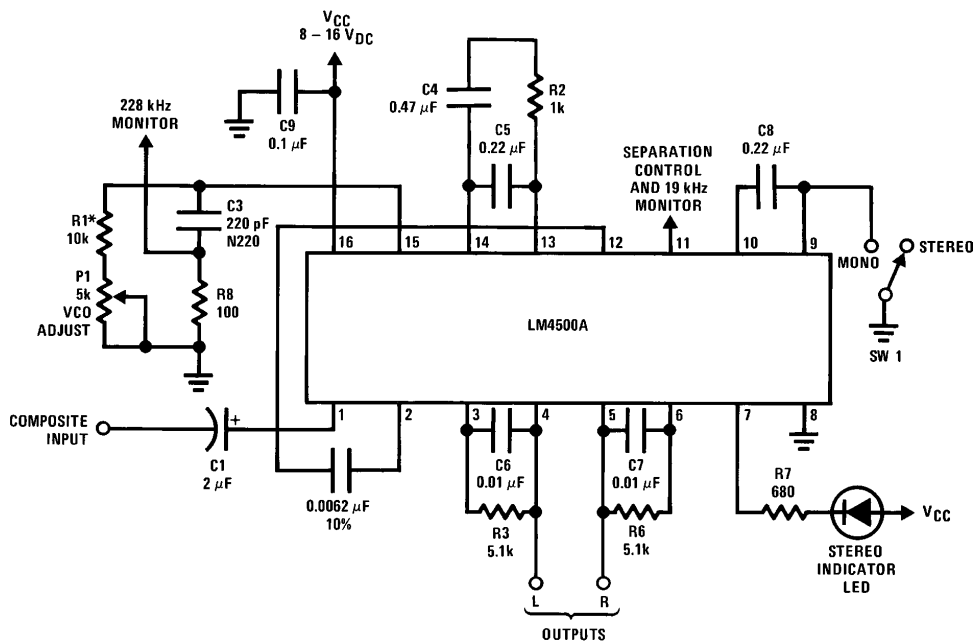 VCC
8 – 16 VDC
C9
0.1 µF
228 kHz
MONITOR
R1*
10k
C3
220 pF
N220
P1
5k
VCO
ADJUST
R8
100
C4
0.47 µF
R2
1k
C5
0.22 µF
SEPARATION
CONTROL
AND 19 kHz
MONITOR
C8
0.22 µF
MONO
STEREO
SW 1
16
15
14
13
12
11
10
9
LM4500A
1
2
3
4
5
6
7
8
COMPOSITE
INPUT
+
C1
2 µF
0.0062 µF
10%
C6
0.01 µF
R3
5.1k
C7
0.01 µF
R6
5.1k
R7
680
VCC
STEREO
INDICATOR
LED
L
R
OUTPUTS